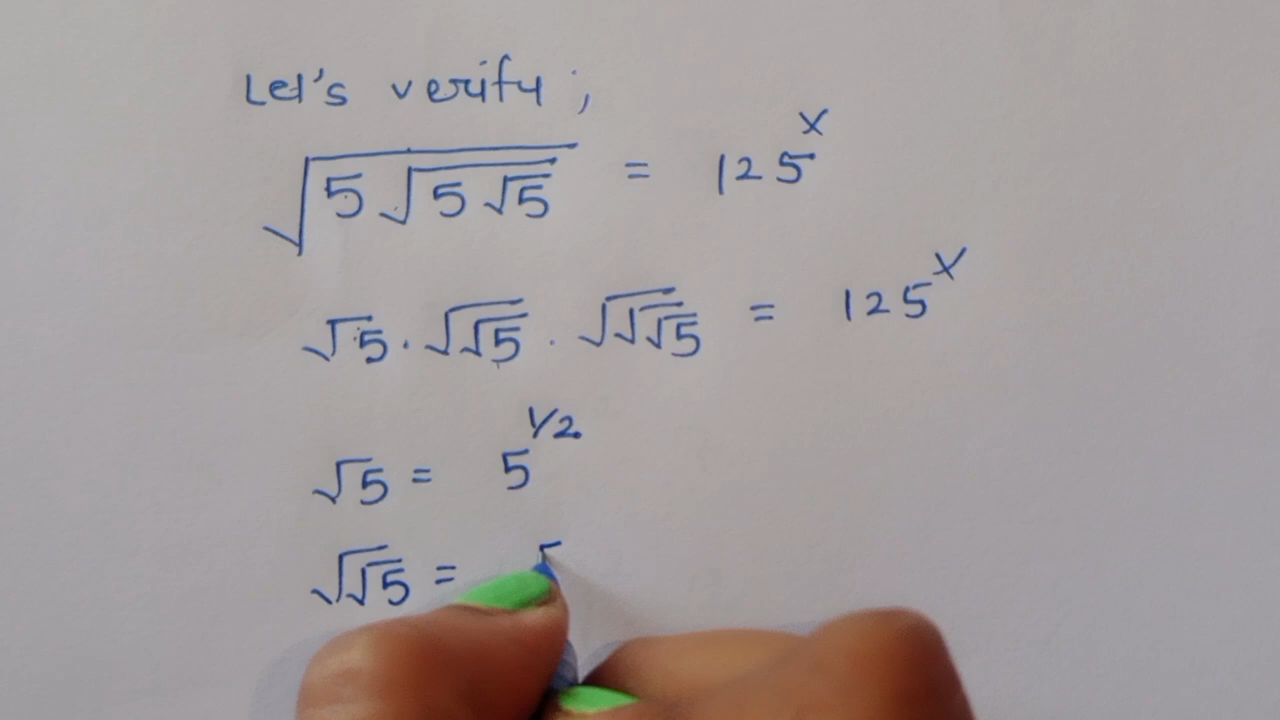 Let's verify ;
√(5√(5√5)) = 125^x
√5 . √√5 . √√√5 = 125^x
√5 = 5^1/2
√√5 =